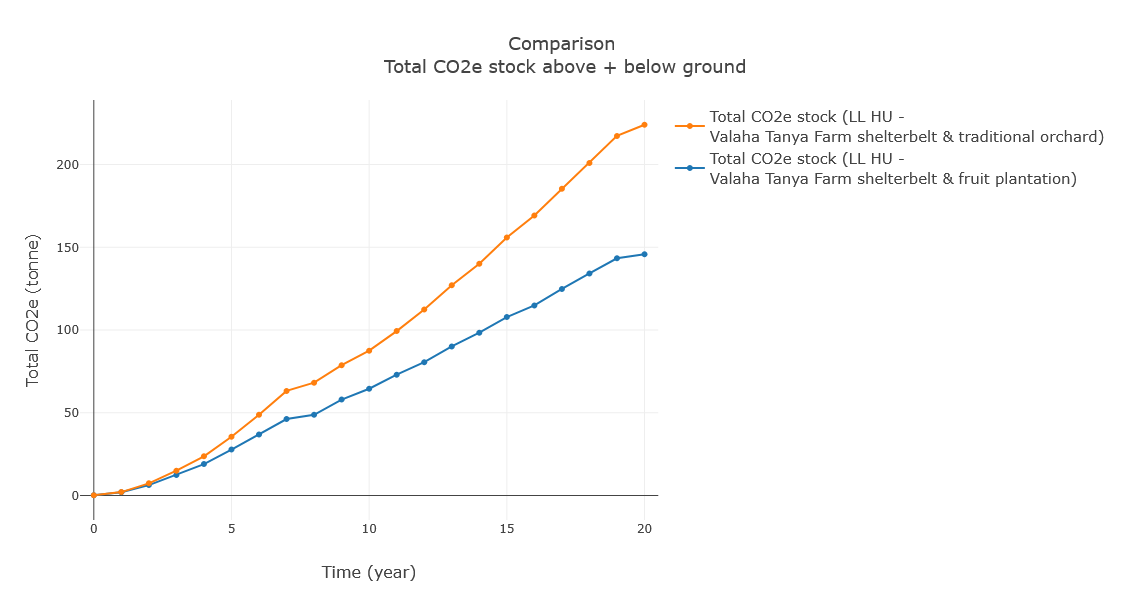 Comparison
Total CO2e stock above + below ground
Total CO2e stock (LL HU -
Valaha Tanya Farm shelterbelt & traditional orchard)
Total CO2e stock (LL HU -
Valaha Tanya Farm shelterbelt & fruit plantation)
Total CO2e (tonne)
200
150
100
50
0
0 5 10 15 20
Time (year)